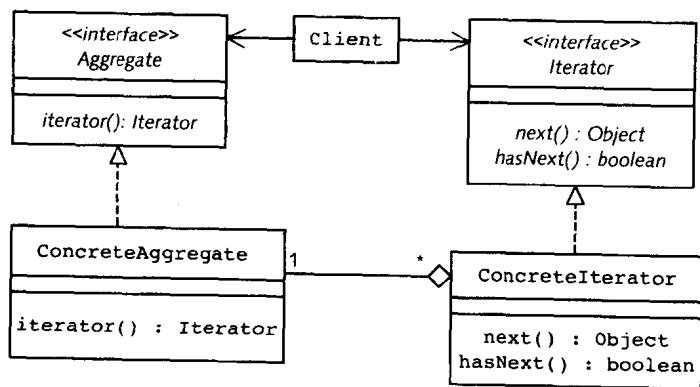 <<interface>>
Aggregate
iterator(): Iterator
Client
<<interface>>
Iterator
next() : Object
hasNext() : boolean
ConcreteAggregate
iterator() : Iterator
1
*
ConcreteIterator
next() : Object
hasNext() : boolean